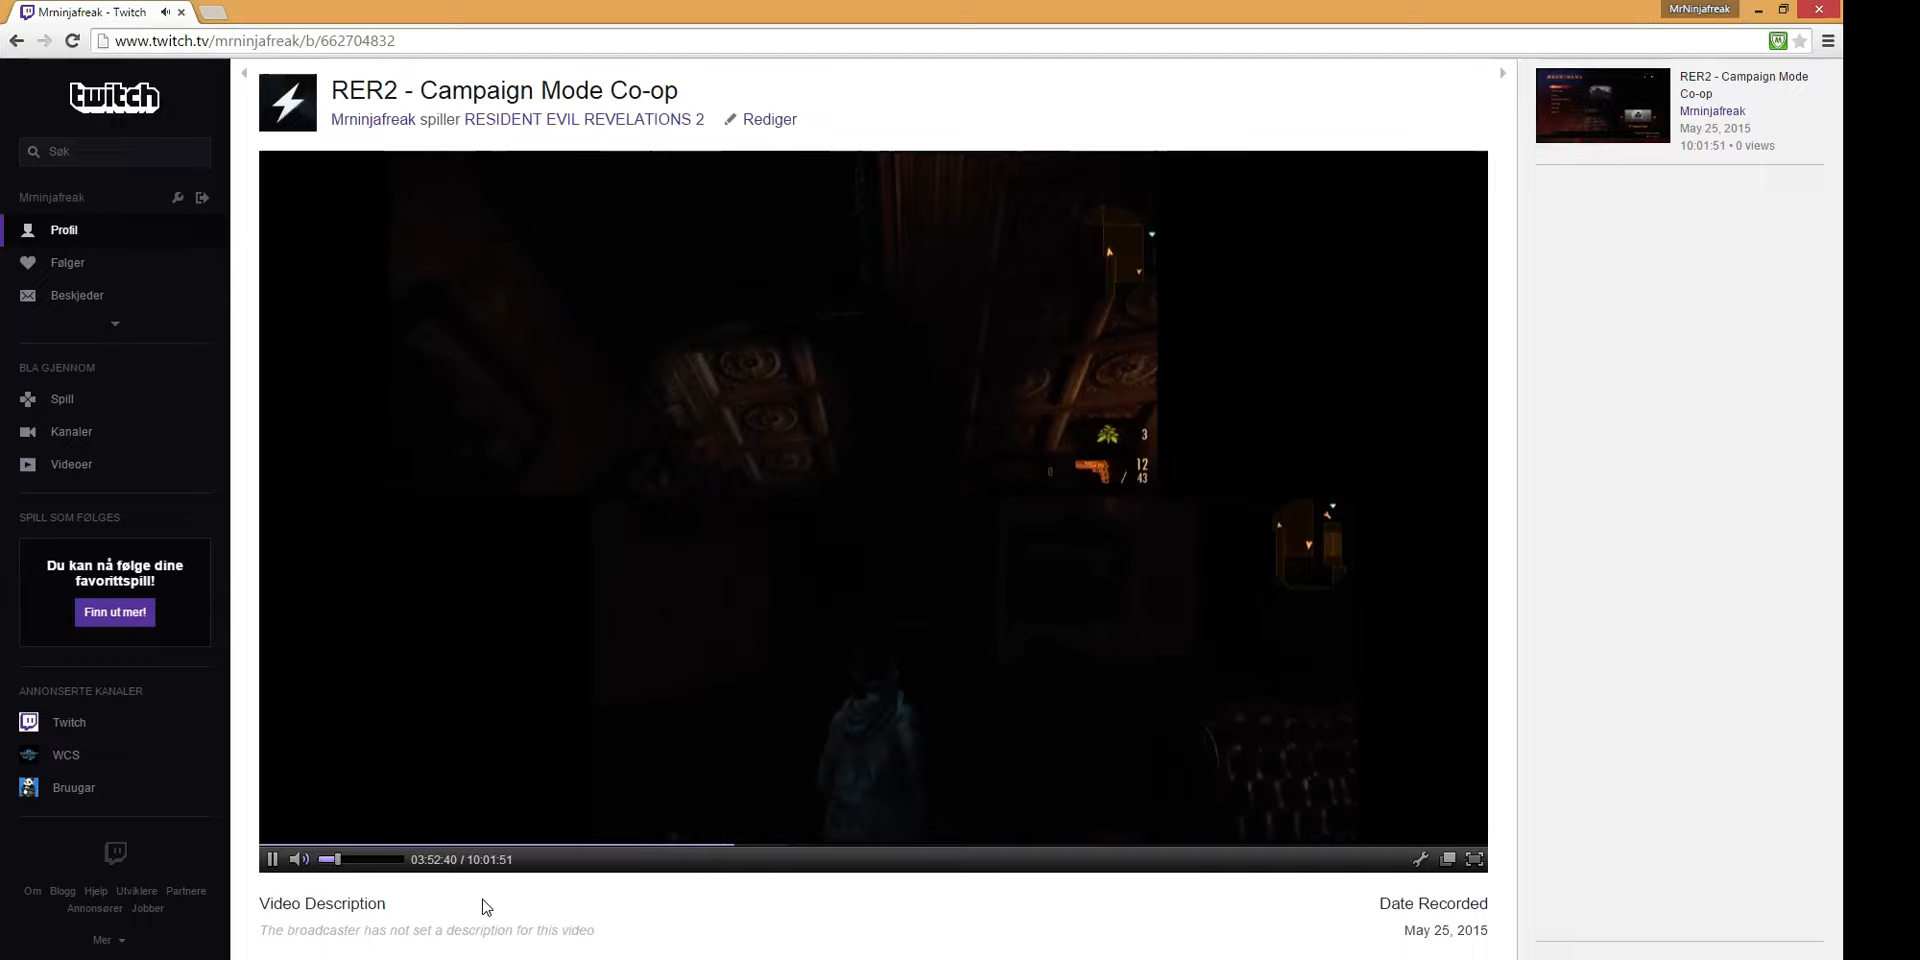 Mrninjafreak - Twitch
MrNinjafreak
www.twitch.tv/mrninjafreak/b/662704832
twitch
Søk
Mrninjafreak
Profil
Følger
Beskjeder
BLA GJENNOM
Spill
Kanaler
Videoer
SPILL SOM FØLGES
Du kan nå følge dine
favorittspill!
Finn ut mer!
ANNONSERTE KANALER
Twitch
WCS
Bruugar
Om Blogg Hjelp Utviklere Partnere
Annonsører Jobber
Mer
RER2 - Campaign Mode Co-op
Mrninjafreak spiller RESIDENT EVIL REVELATIONS 2 Rediger
3
0 12
/ 43
03:52:40 / 10:01:51
Video Description
The broadcaster has not set a description for this video
Date Recorded
May 25, 2015
RER2 - Campaign Mode
Co-op
Mrninjafreak
May 25, 2015
10:01:51 • 0 views